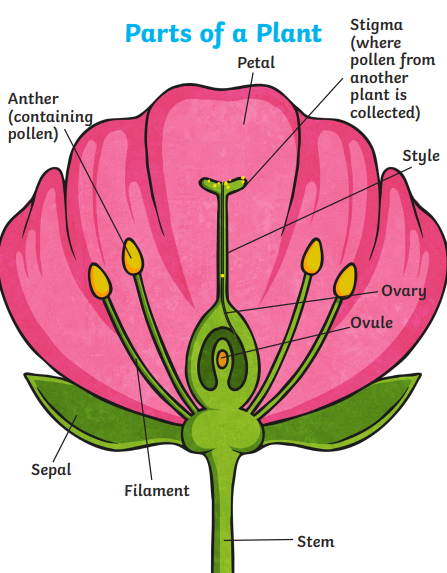 Parts of a Plant
Stigma
(where
pollen from
another
plant is
collected)
Petal
Anther
(containing
pollen)
Style
Ovary
Ovule
Sepal
Filament
Stem